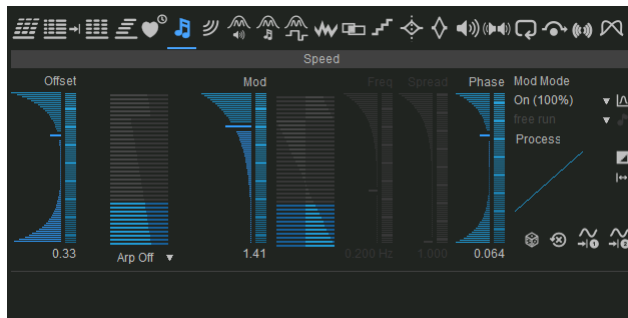 Speed
Offset
Mod
Freq
Spread
Phase
Mod Mode
On (100%)
free run
Process
0.33
Arp Off
1.41
0.200 Hz
1.000
0.064